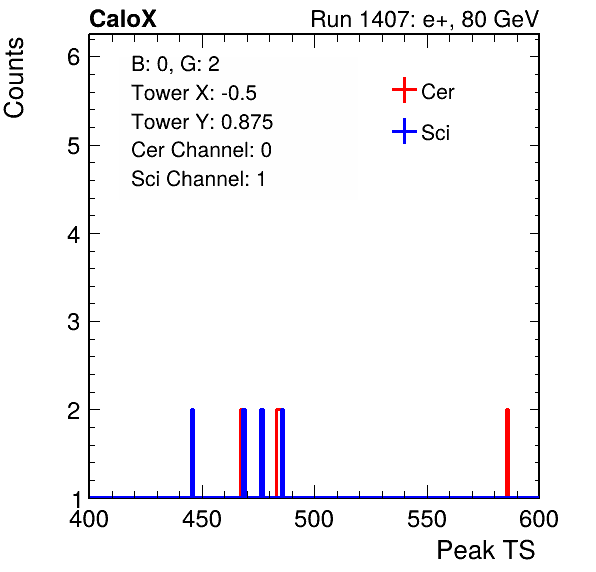 CaloX Run 1407: e+, 80 GeV
Counts
B: 0, G: 2
Tower X: -0.5
Tower Y: 0.875
Cer Channel: 0
Sci Channel: 1
Cer
Sci
6
5
4
3
2
1
400 450 500 550 600
Peak TS